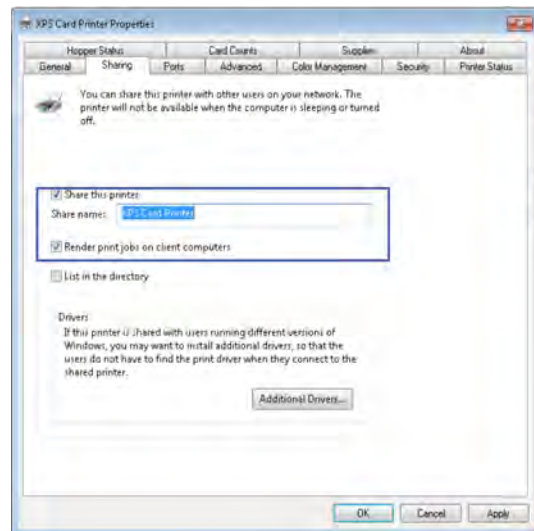 XPS Card Printer Properties
Hopper Status Card Counts Supplies About
General Sharing Ports Advanced Color Management Security Printer Status
You can share this printer with other users on your network. The
printer will not be available when the computer is sleeping or turned
off.
Share this printer
Share name: XPS Card Printer
Render print jobs on client computers
List in the directory
Drivers
If this printer is shared with users running different versions of
Windows, you may want to install additional drivers, so that the
users do not have to find the print driver when they connect to the
shared printer.
Additional Drivers...
OK Cancel Apply